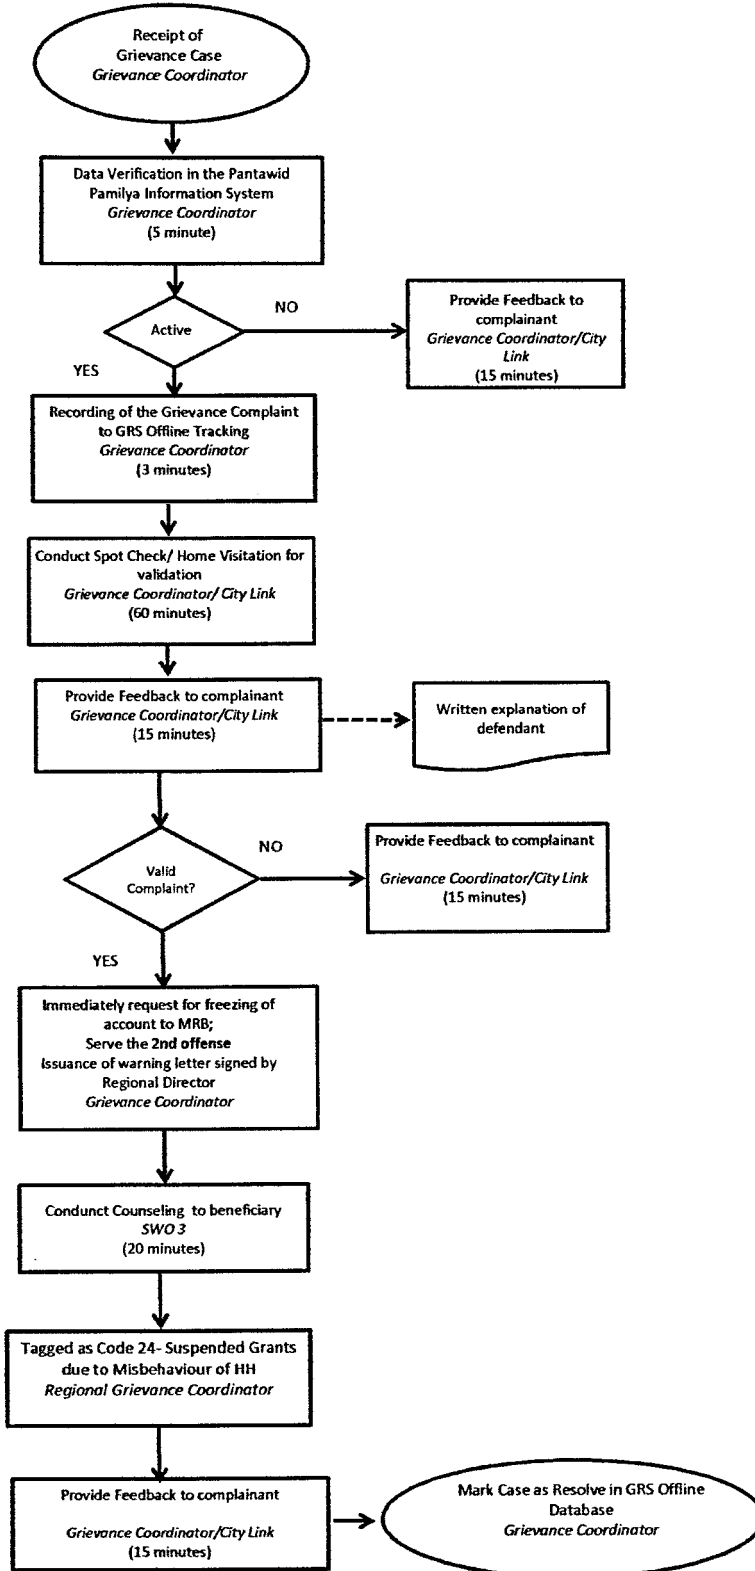 Receipt of
Grievance Case
Grievance Coordinator
Data Verification in the Pantawid
Pamilya Information System
Grievance Coordinator
(5 minute)
Active
NO
Provide Feedback to
complainant
Grievance Coordinator/City
Link
(15 minutes)
YES
Recording of the Grievance Complaint
to GRS Offline Tracking
Grievance Coordinator
(3 minutes)
Conduct Spot Check/ Home Visitation for
validation
Grievance Coordinator/ City Link
(60 minutes)
Provide Feedback to complainant
Grievance Coordinator/City Link
(15 minutes)
Written explanation of
defendant
Valid
Complaint?
NO
Provide Feedback to complainant
Grievance Coordinator/City Link
(15 minutes)
YES
Immediately request for freezing of
account to MRB;
Serve the 2nd offense
Issuance of warning letter signed by
Regional Director
Grievance Coordinator
Condunct Counseling to beneficiary
SWO 3
(20 minutes)
Tagged as Code 24- Suspended Grants
due to Misbehaviour of HH
Regional Grievance Coordinator
Provide Feedback to complainant
Grievance Coordinator/City Link
(15 minutes)
Mark Case as Resolve in GRS Offline
Database
Grievance Coordinator